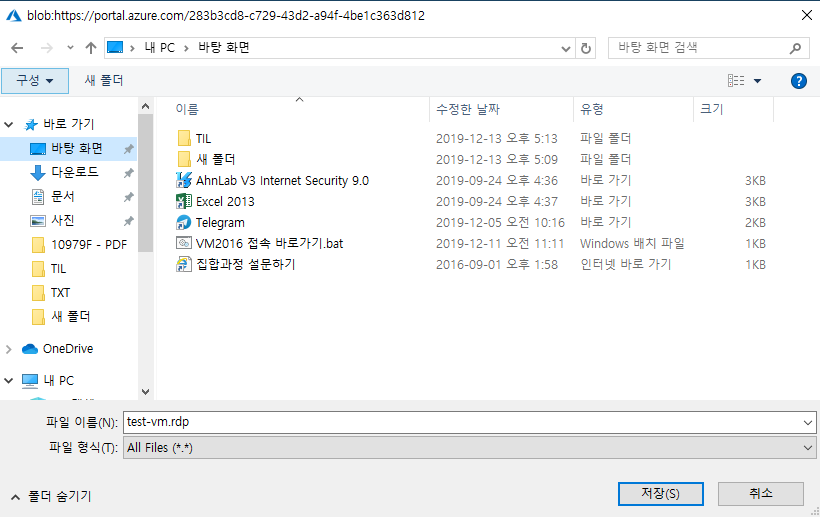 blob:https://portal.azure.com/283b3cd8-c729-43d2-a94f-4be1c363d812
내 PC > 바탕 화면
바탕 화면 검색
구성
새 폴더
이름 수정한 날짜 유형 크기
바로 가기
바탕 화면
다운로드
문서
사진
10979F - PDF
TIL
TXT
새 폴더
OneDrive
내 PC
TIL 2019-12-13 오후 5:13 파일 폴더
새 폴더 2019-12-13 오후 5:09 파일 폴더
AhnLab V3 Internet Security 9.0 2019-09-24 오후 4:36 바로 가기 3KB
Excel 2013 2019-09-24 오후 4:37 바로 가기 3KB
Telegram 2019-12-05 오전 10:16 바로 가기 2KB
VM2016 접속 바로가기.bat 2019-12-11 오전 11:11 Windows 배치 파일 1KB
집합과정 설문하기 2016-09-01 오후 1:58 인터넷 바로 가기 1KB
파일 이름(N): test-vm.rdp
파일 형식(T): All Files (*.*)
폴더 숨기기
저장(S)
취소